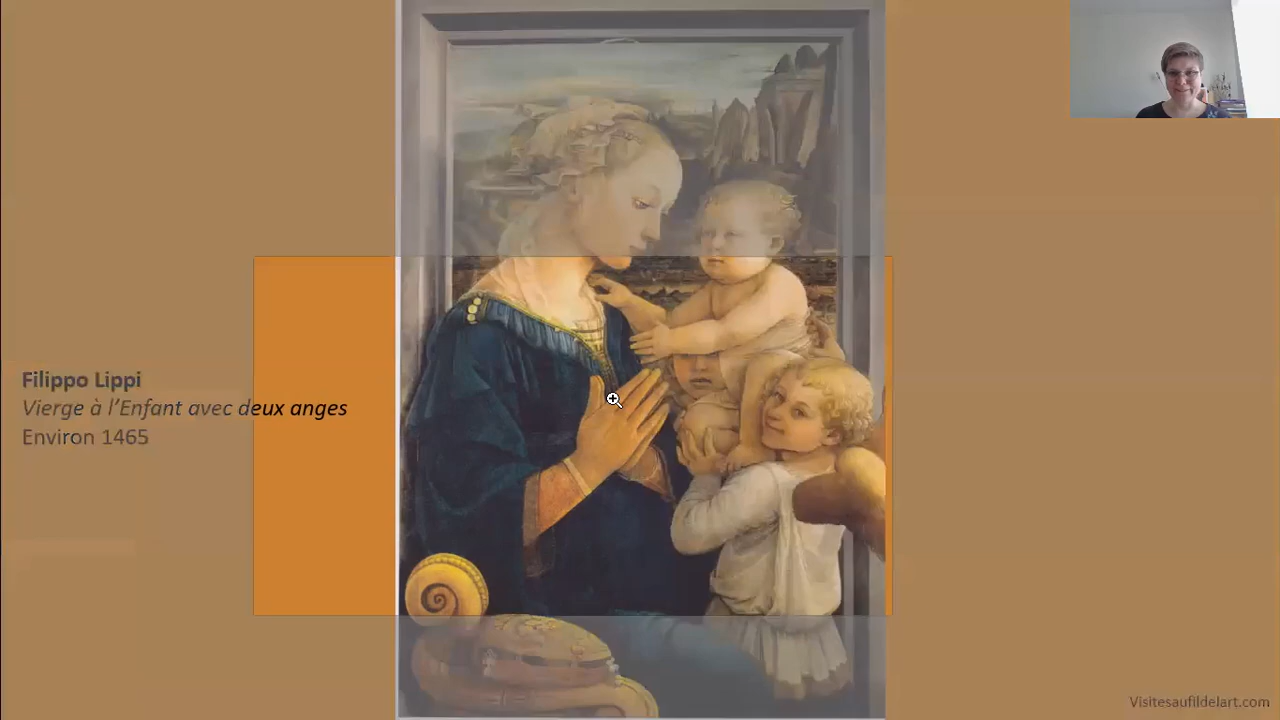 Filippo Lippi
Vierge à l’Enfant avec deux anges
Environ 1465
Visitesaufildelart.com